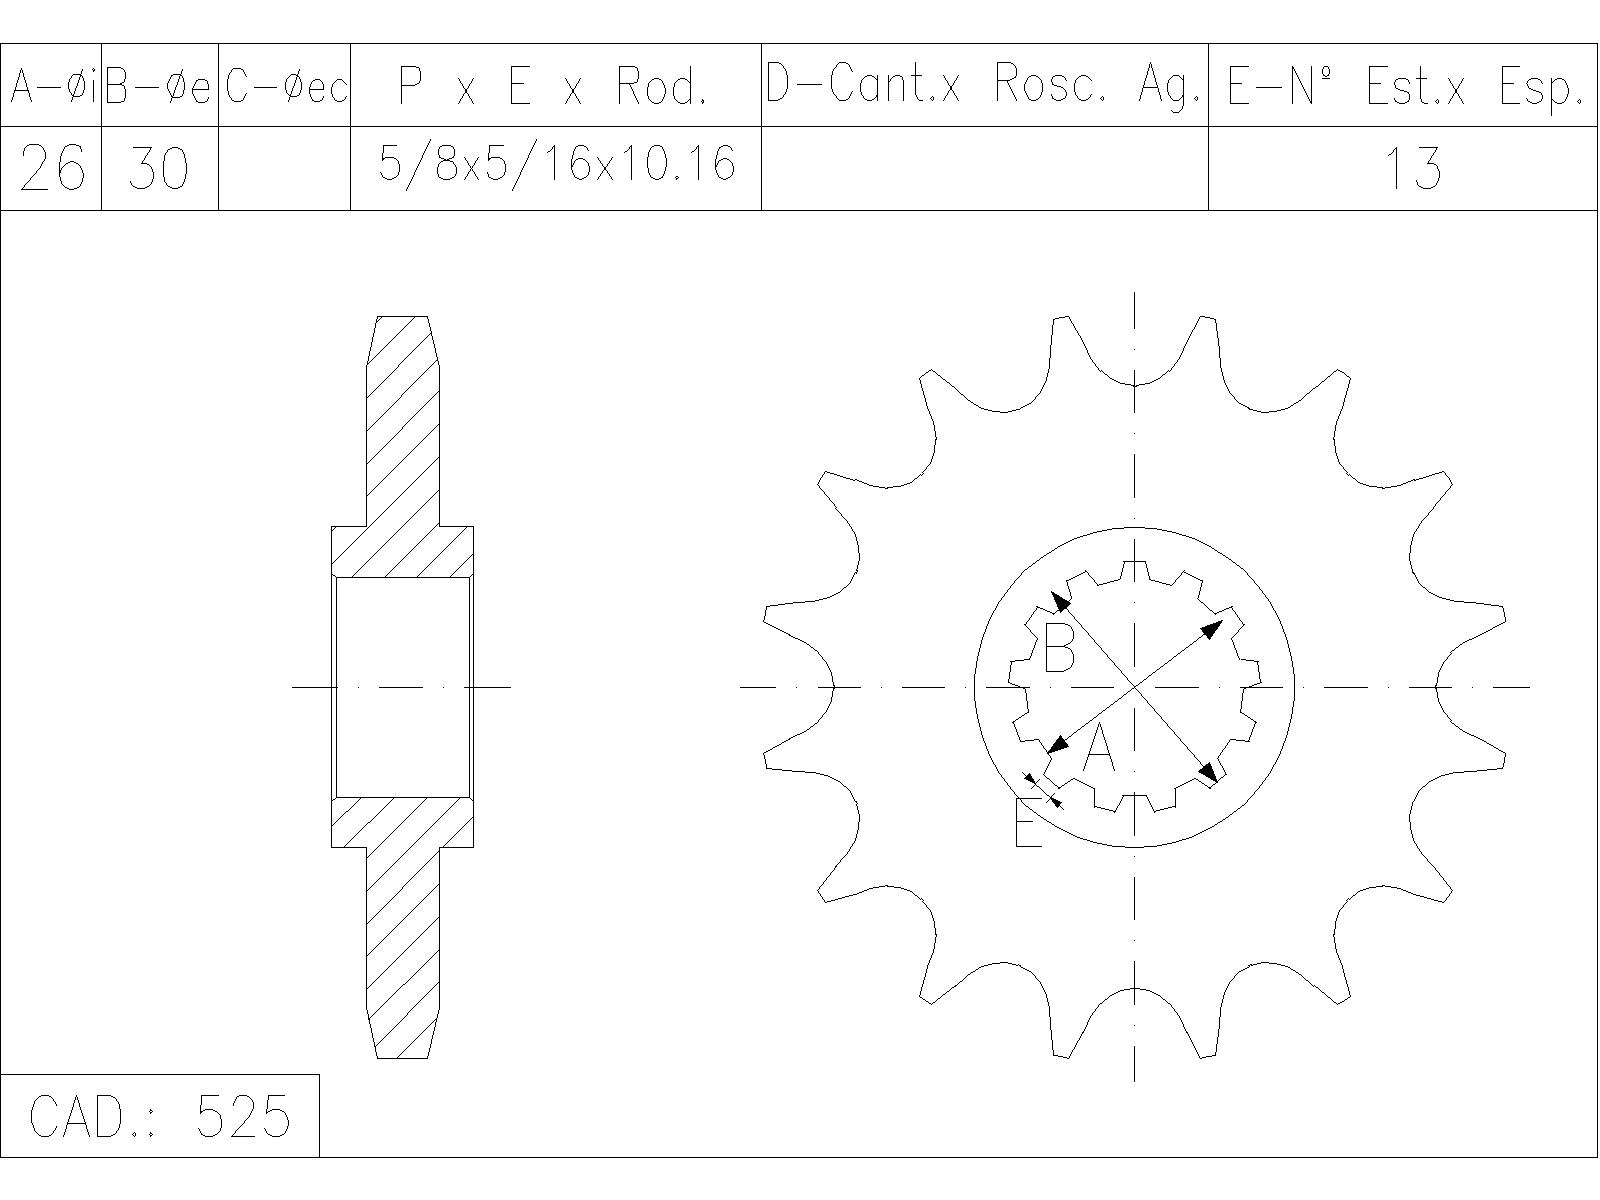 A-øi B-øe C-øec P x E x Rod. D-Cant.x Rosc. Ag. E-Nº Est.x Esp.
26 30 5/8x5/16x10.16 13
B
A
E
CAD.: 525